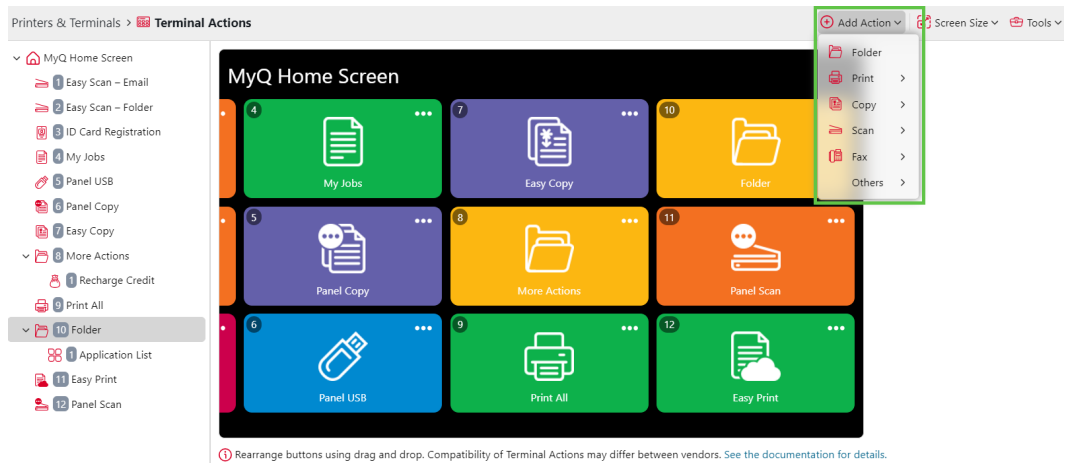 Printers & Terminals > Terminal Actions
Add Action
Screen Size
Tools
MyQ Home Screen
1 Easy Scan – Email
2 Easy Scan – Folder
3 ID Card Registration
4 My Jobs
5 Panel USB
6 Panel Copy
7 Easy Copy
8 More Actions
1 Recharge Credit
9 Print All
10 Folder
1 Application List
11 Easy Print
12 Panel Scan
MyQ Home Screen
4
My Jobs
7
Easy Copy
10
Folder
5
Panel Copy
8
More Actions
11
Panel Scan
6
Panel USB
9
Print All
12
Easy Print
Folder
Print
Copy
Scan
Fax
Others
Rearrange buttons using drag and drop. Compatibility of Terminal Actions may differ between vendors. See the documentation for details.